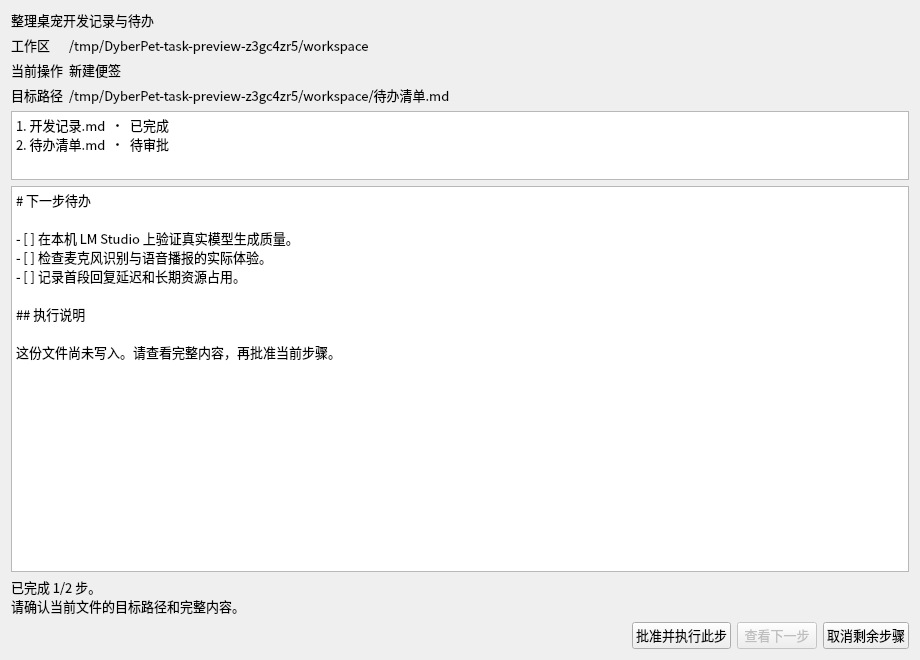 整理桌宠开发记录与待办
工作区 /tmp/DyberPet-task-preview-z3gc4zr5/workspace
当前操作 新建便签
目标路径 /tmp/DyberPet-task-preview-z3gc4zr5/workspace/待办清单.md
1. 开发记录.md · 已完成
2. 待办清单.md · 待审批
# 下一步待办
- [ ] 在本机 LM Studio 上验证真实模型生成质量。
- [ ] 检查麦克风识别与语音播报的实际体验。
- [ ] 记录首段回复延迟和长期资源占用。
## 执行说明
这份文件尚未写入。请查看完整内容，再批准当前步骤。
已完成 1/2 步。
请确认当前文件的目标路径和完整内容。
批准并执行此步 查看下一步 取消剩余步骤